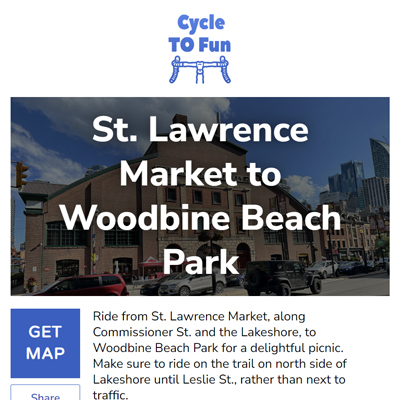 Cycle
TO Fun
St. Lawrence
Market to
Woodbine Beach
Park
GET
MAP
Ride from St. Lawrence Market, along
Commissioner St. and the Lakeshore, to
Woodbine Beach Park for a delightful picnic.
Make sure to ride on the trail on north side of
Lakeshore until Leslie St., rather than next to
traffic.
Share